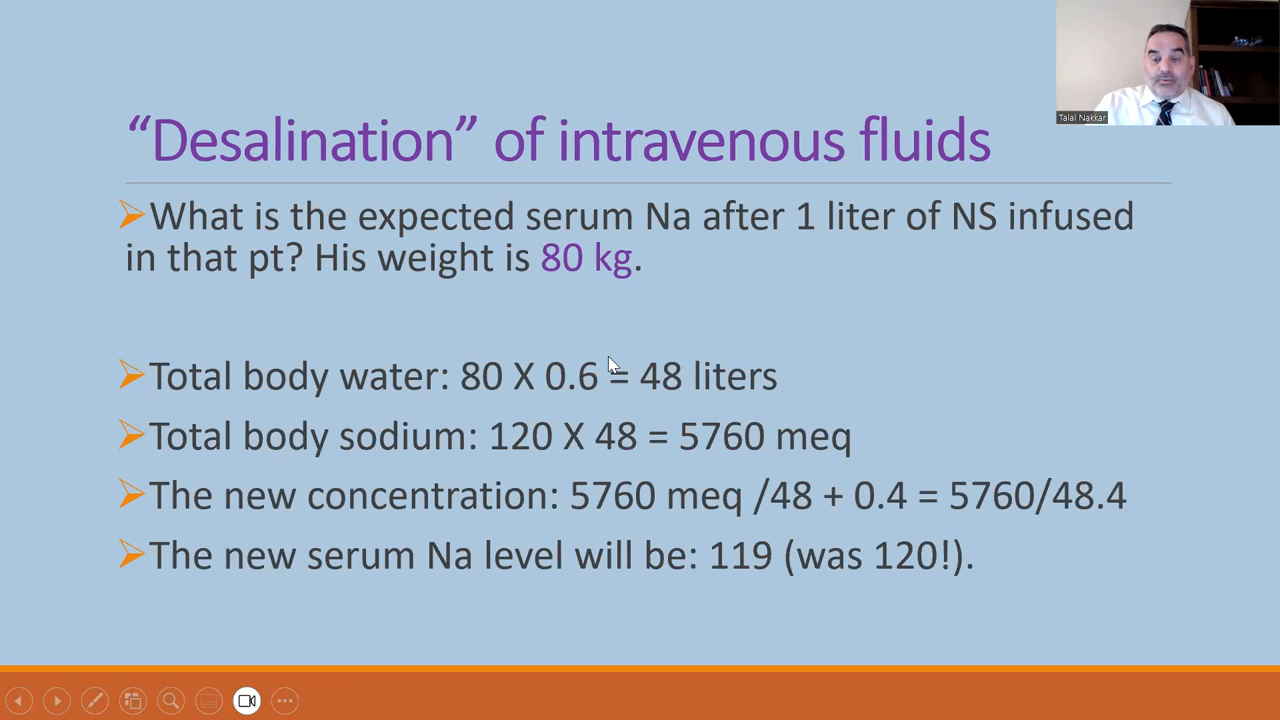 Talal Nakkar
“Desalination” of intravenous fluids
What is the expected serum Na after 1 liter of NS infused
in that pt? His weight is 80 kg.
Total body water: 80 X 0.6 = 48 liters
Total body sodium: 120 X 48 = 5760 meq
The new concentration: 5760 meq /48 + 0.4 = 5760/48.4
The new serum Na level will be: 119 (was 120!).